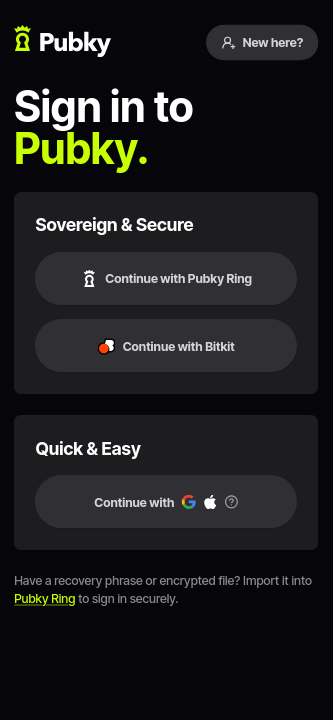 Pubky
New here?
Sign in to
Pubky.
Sovereign & Secure
Continue with Pubky Ring
Continue with Bitkit
Quick & Easy
Continue with
Have a recovery phrase or encrypted file? Import it into
Pubky Ring to sign in securely.